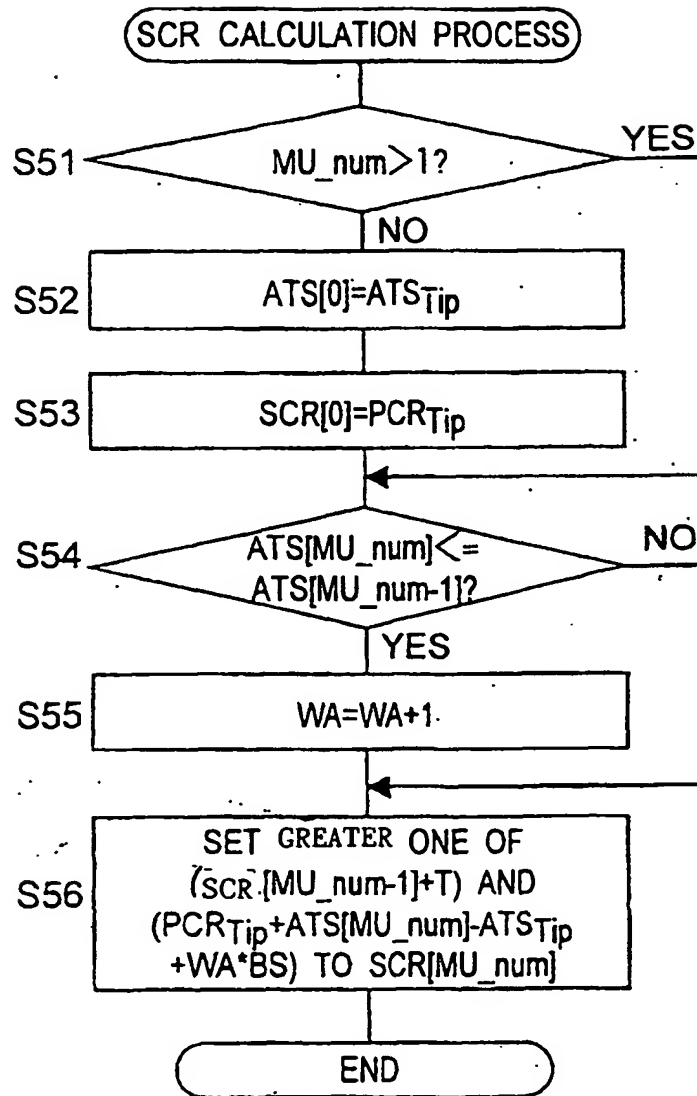 SCR CALCULATION PROCESS
S51
MU_num>1?
YES
NO
S52
ATS[0]=ATSTip
S53
SCR[0]=PCRTip
S54
ATS[MU_num]<=
ATS[MU_num-1]?
NO
YES
S55
WA=WA+1
S56
SET GREATER ONE OF
(SCR [MU_num-1]+T) AND
(PCRTip+ATS[MU_num]-ATSTip
+WA*BS) TO SCR[MU_num]
END